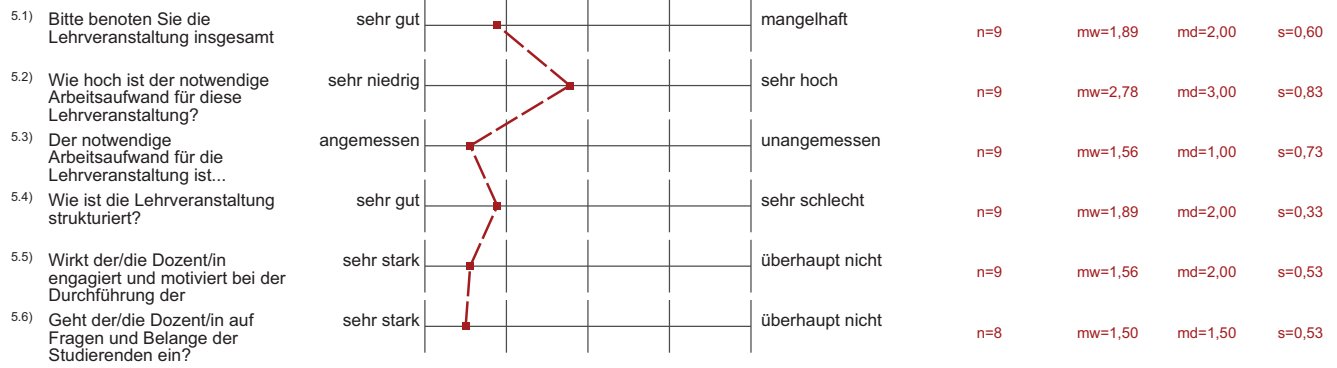 5.1) Bitte benoten Sie die
Lehrveranstaltung insgesamt
sehr gut
mangelhaft
n=9 mw=1,89 md=2,00 s=0,60
5.2) Wie hoch ist der notwendige
Arbeitsaufwand für diese
Lehrveranstaltung?
sehr niedrig
sehr hoch
n=9 mw=2,78 md=3,00 s=0,83
5.3) Der notwendige
Arbeitsaufwand für die
Lehrveranstaltung ist...
angemessen
unangemessen
n=9 mw=1,56 md=1,00 s=0,73
5.4) Wie ist die Lehrveranstaltung
strukturiert?
sehr gut
sehr schlecht
n=9 mw=1,89 md=2,00 s=0,33
5.5) Wirkt der/die Dozent/in
engagiert und motiviert bei der
Durchführung der
sehr stark
überhaupt nicht
n=9 mw=1,56 md=2,00 s=0,53
5.6) Geht der/die Dozent/in auf
Fragen und Belange der
Studierenden ein?
sehr stark
überhaupt nicht
n=8 mw=1,50 md=1,50 s=0,53